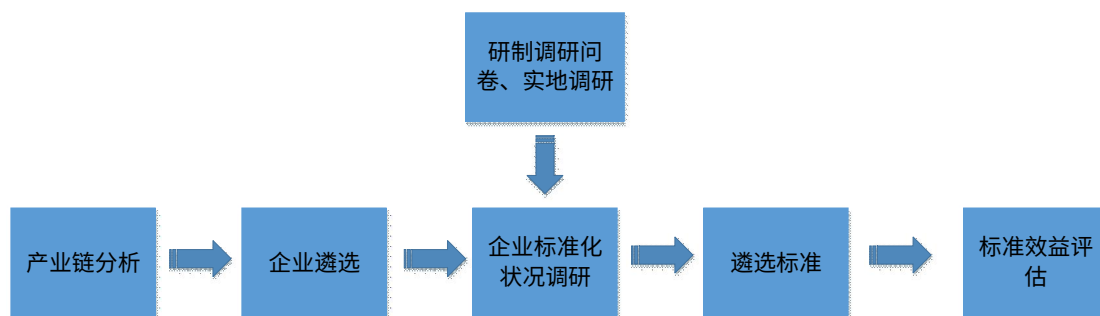 研制调研问
卷、实地调研
产业链分析
企业遴选
企业标准化
状况调研
遴选标准
标准效益评
估